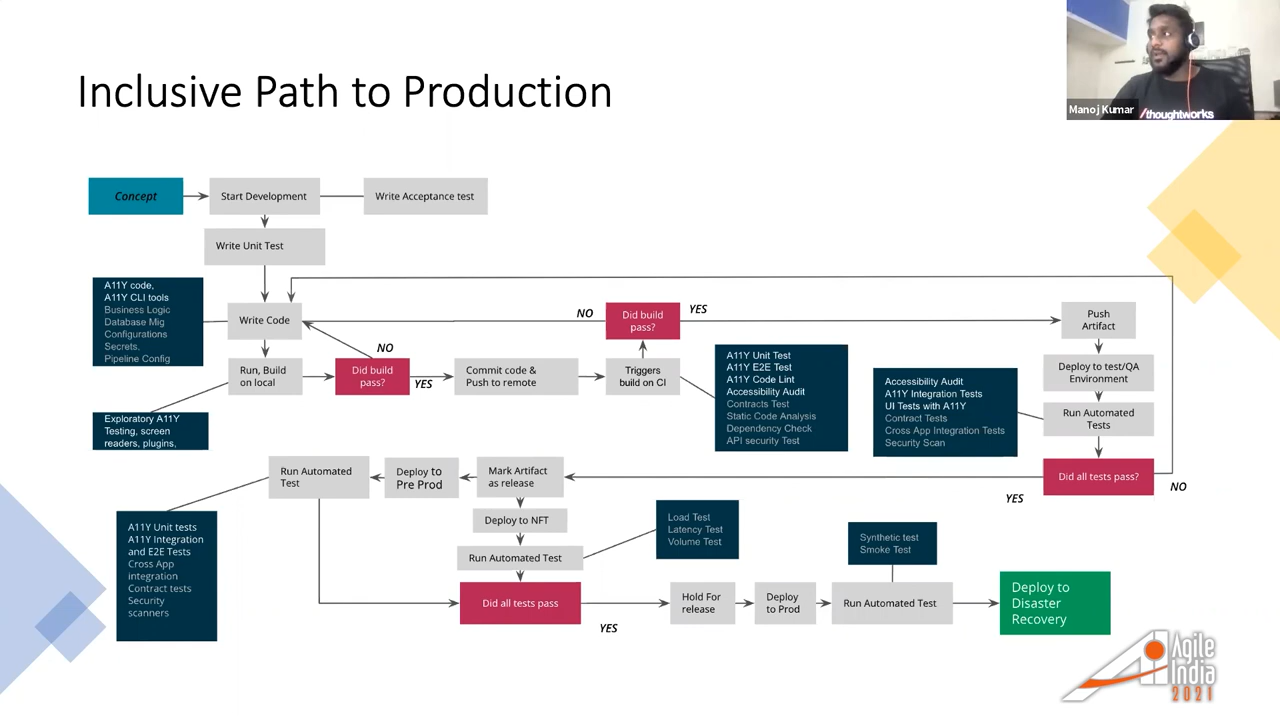 Inclusive Path to Production
Manoj Kumar
/thoughtworks
Concept
Start Development
Write Acceptance test
Write Unit Test
A11Y code,
A11Y CLI tools
Business Logic
Database Mig
Configurations
Secrets.
Pipeline Config
Write Code
NO
Did build
pass?
YES
Push
Artifact
NO
Run, Build
on local
Did build
pass?
YES
Commit code &
Push to remote
Triggers
build on CI
A11Y Unit Test
A11Y E2E Test
A11Y Code Lint
Accessibility Audit
Contracts Test
Static Code Analysis
Dependency Check
API security Test
Deploy to test/QA
Environment
Accessibility Audit
A11Y Integration Tests
UI Tests with A11Y
Contract Tests
Cross App Integration Tests
Security Scan
Run Automated
Tests
Exploratory A11Y
Testing, screen
readers, plugins,
Run Automated
Test
Deploy to
Pre Prod
Mark Artifact
as release
Did all tests pass?
NO
YES
Deploy to NFT
Load Test
Latency Test
Volume Test
A11Y Unit tests
A11Y Integration
and E2E Tests
Cross App
integration
Contract tests
Security
scanners
Run Automated Test
Synthetic test
Smoke Test
Did all tests pass
YES
Hold For
release
Deploy
to Prod
Run Automated Test
Deploy to
Disaster
Recovery
Agile
India
2021